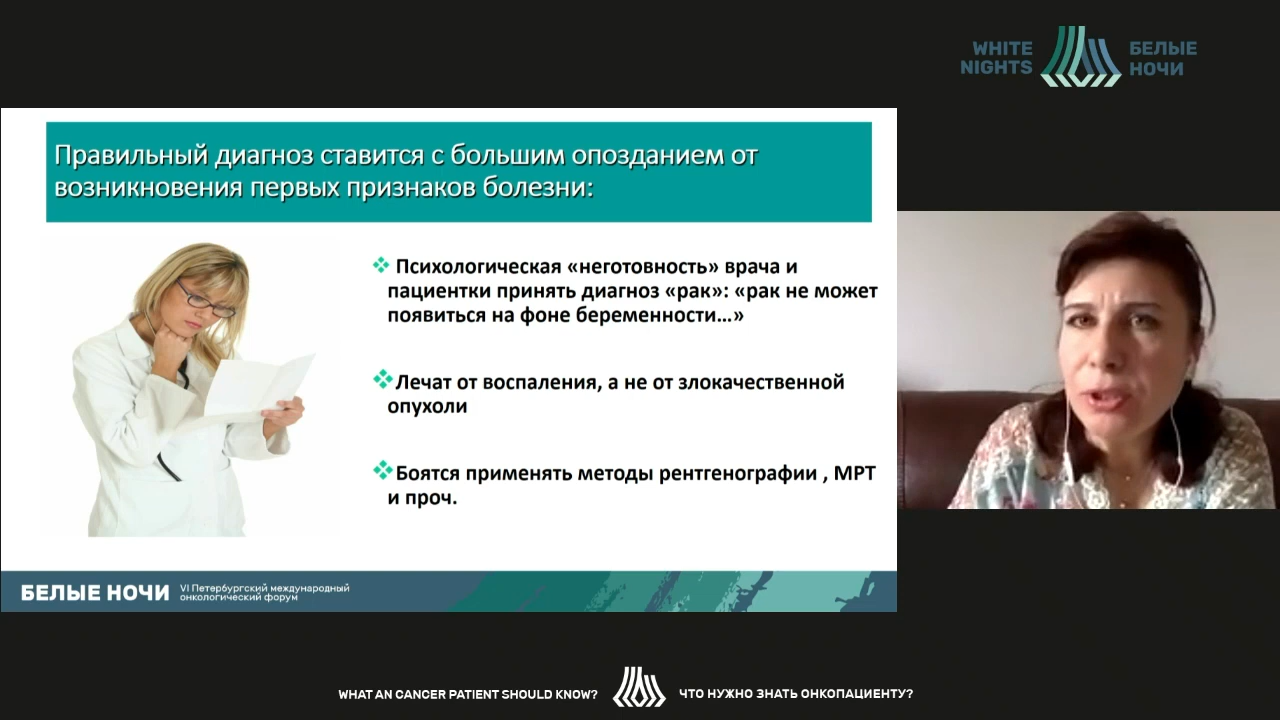 WHITE
NIGHTS
БЕЛЫЕ
НОЧИ
Правильный диагноз ставится с большим опозданием от
возникновения первых признаков болезни:
Психологическая «неготовность» врача и
пациентки принять диагноз «рак»: «рак не может
появиться на фоне беременности…»
Лечат от воспаления, а не от злокачественной
опухоли
Боятся применять методы рентгенографии , МРТ
и проч.
БЕЛЫЕ НОЧИ
VI Петербургский международный
онкологический форум
WHAT AN CANCER PATIENT SHOULD KNOW?
ЧТО НУЖНО ЗНАТЬ ОНКОПАЦИЕНТУ?